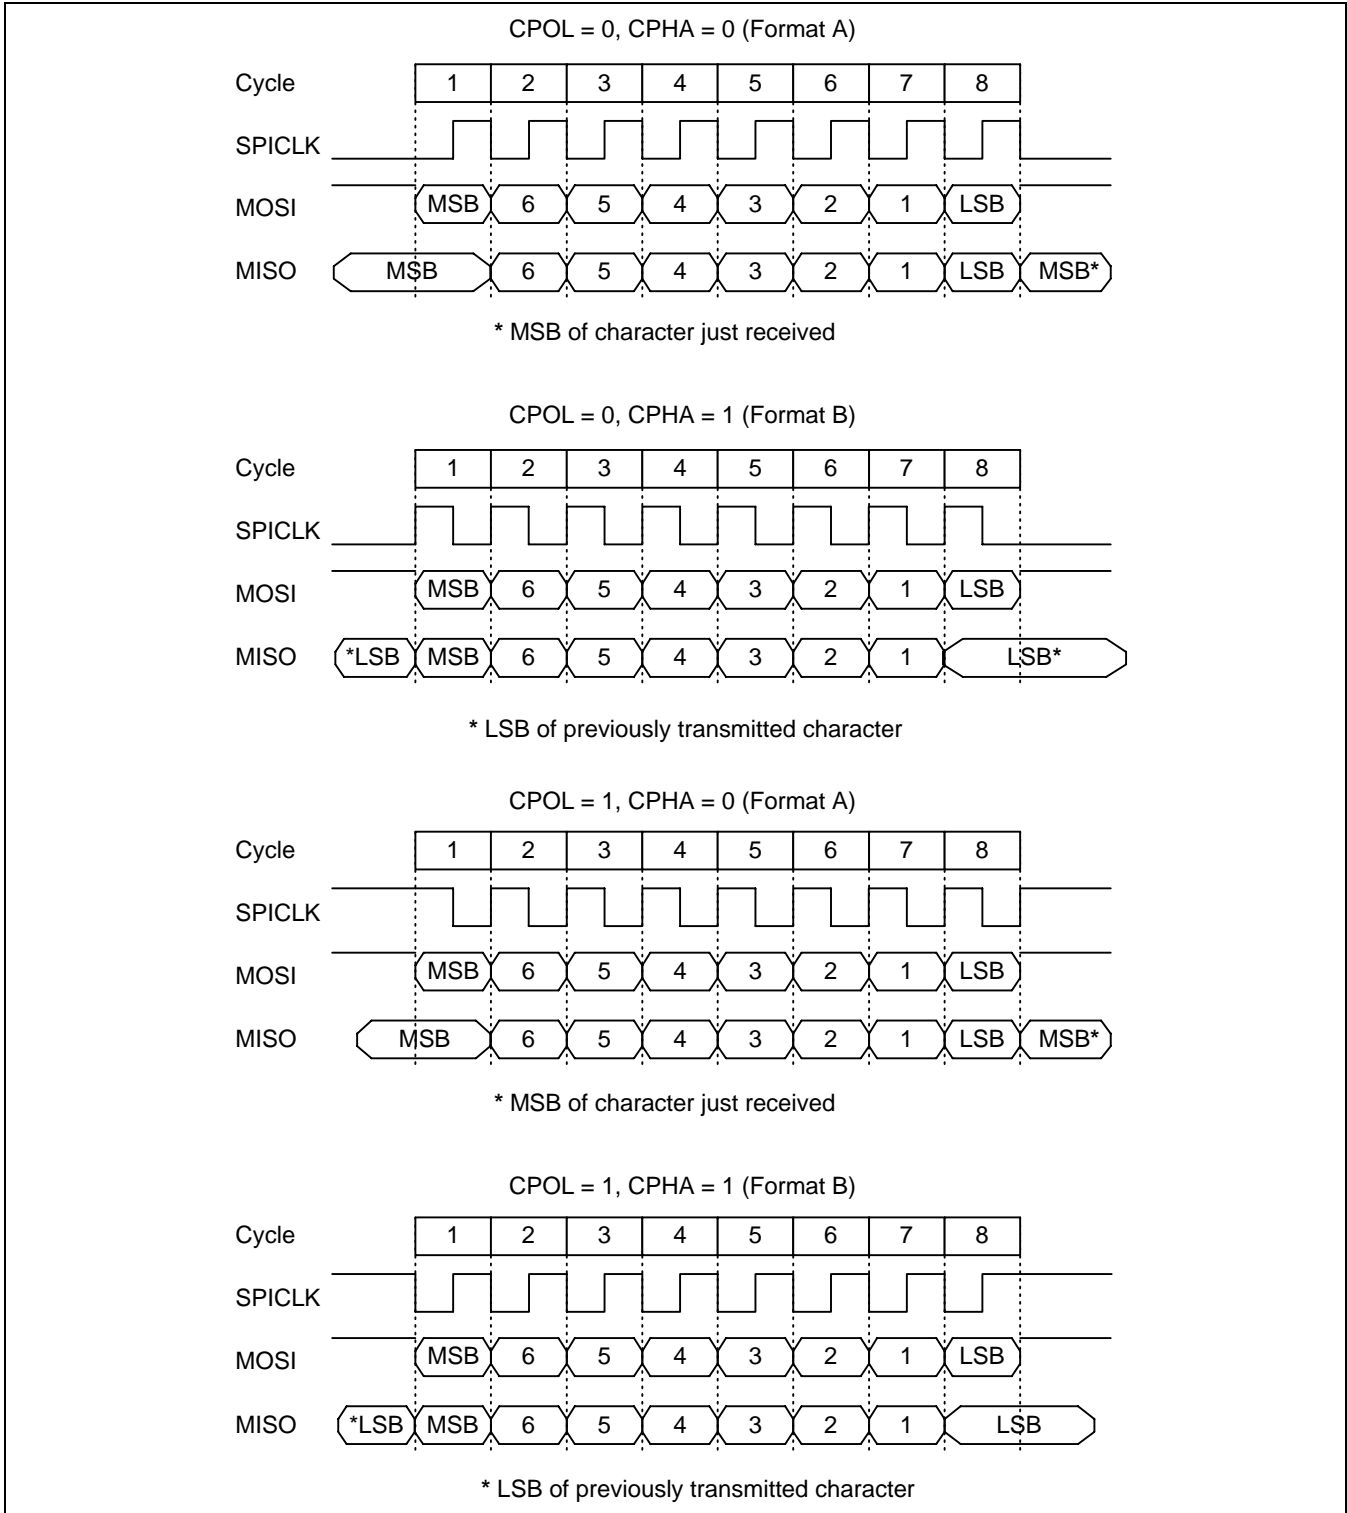 CPOL = 0, CPHA = 0 (Format A)
Cycle 1 2 3 4 5 6 7 8
SPICLK
MOSI MSB 6 5 4 3 2 1 LSB
MISO MSB 6 5 4 3 2 1 LSB MSB*
* MSB of character just received
CPOL = 0, CPHA = 1 (Format B)
Cycle 1 2 3 4 5 6 7 8
SPICLK
MOSI MSB 6 5 4 3 2 1 LSB
MISO *LSB MSB 6 5 4 3 2 1 LSB*
* LSB of previously transmitted character
CPOL = 1, CPHA = 0 (Format A)
Cycle 1 2 3 4 5 6 7 8
SPICLK
MOSI MSB 6 5 4 3 2 1 LSB
MISO MSB 6 5 4 3 2 1 LSB MSB*
* MSB of character just received
CPOL = 1, CPHA = 1 (Format B)
Cycle 1 2 3 4 5 6 7 8
SPICLK
MOSI MSB 6 5 4 3 2 1 LSB
MISO *LSB MSB 6 5 4 3 2 1 LSB
* LSB of previously transmitted character